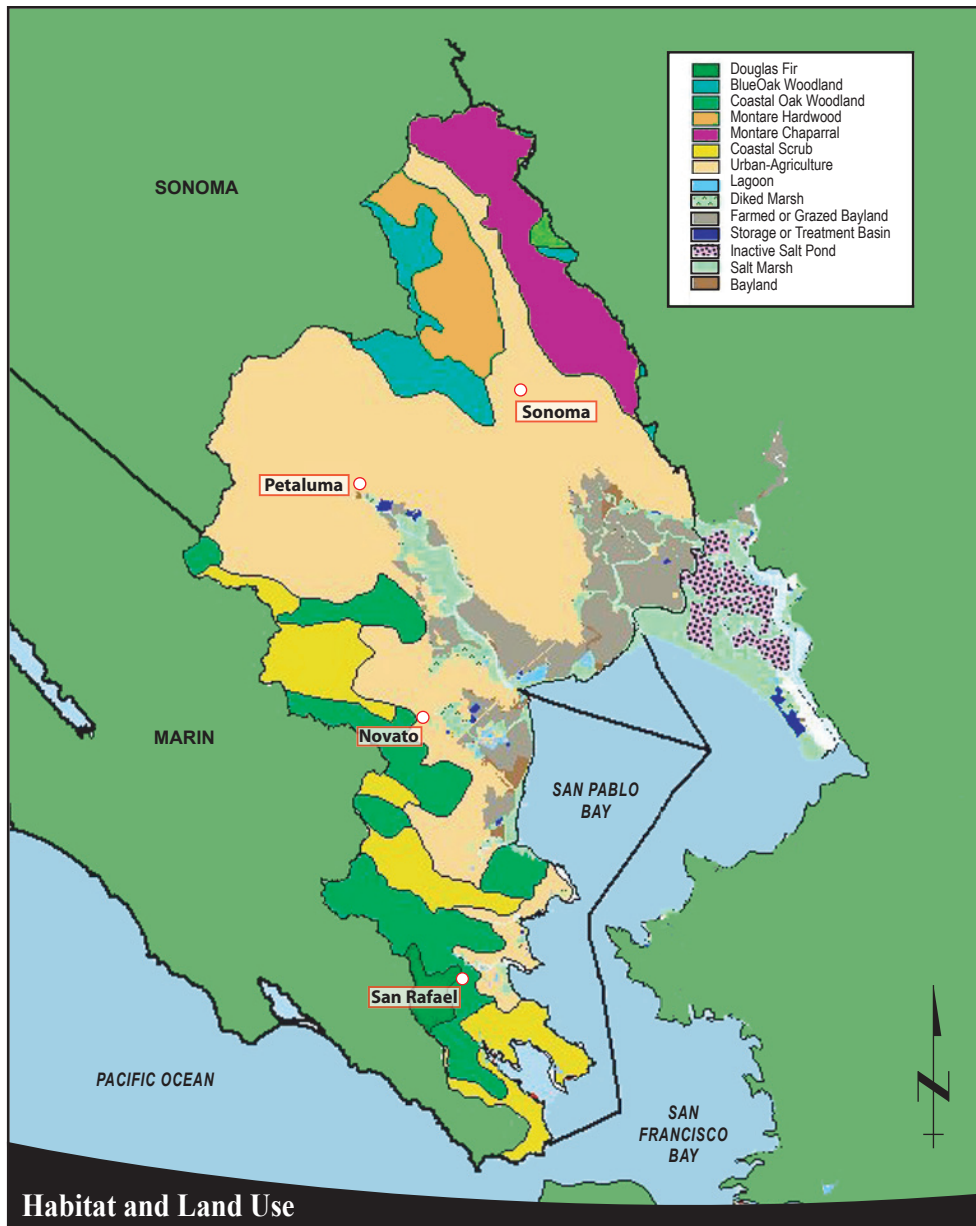 Douglas Fir
BlueOak Woodland
Coastal Oak Woodland
Montare Hardwood
Montare Chaparral
Coastal Scrub
Urban-Agriculture
Lagoon
Diked Marsh
Farmed or Grazed Bayland
Storage or Treatment Basin
Inactive Salt Pond
Salt Marsh
Bayland
SONOMA
Sonoma
Petaluma
Novato
MARIN
SAN PABLO
BAY
San Rafael
PACIFIC OCEAN
SAN
FRANCISCO
BAY
N
Habitat and Land Use